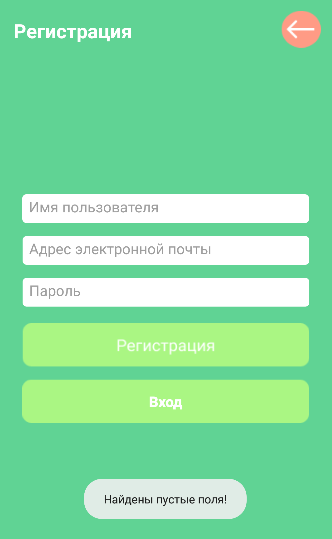 Регистрация
Имя пользователя
Адрес электронной почты
Пароль
Регистрация
Вход
Найдены пустые поля!